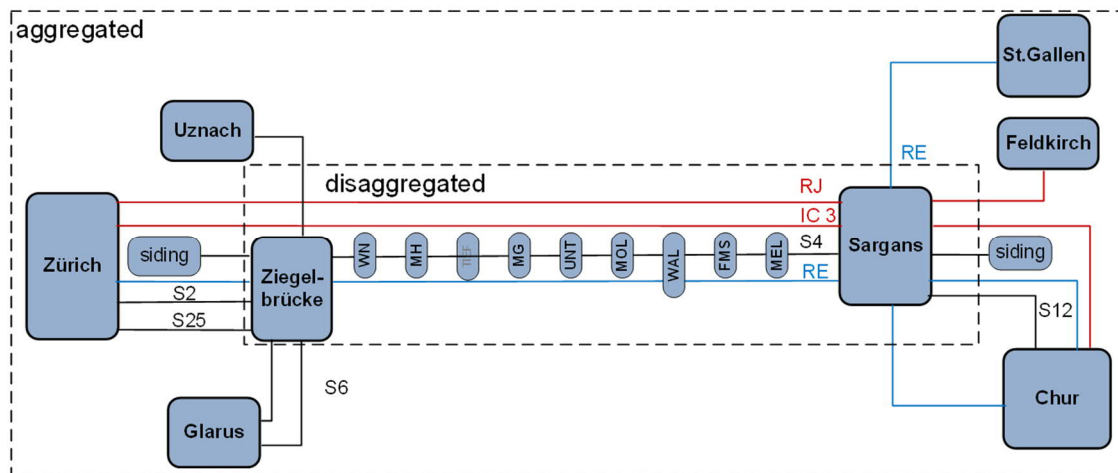 aggregated
St.Gallen
Uznach
RE
Feldkirch
disaggregated
RJ
IC 3
Zürich
siding
Ziegel-
brücke
WN
MH
TIEF
MG
UNT
MOL
WAL
FMS
MEL
S4
RE
Sargans
siding
S2
S25
S12
S6
Glarus
Chur